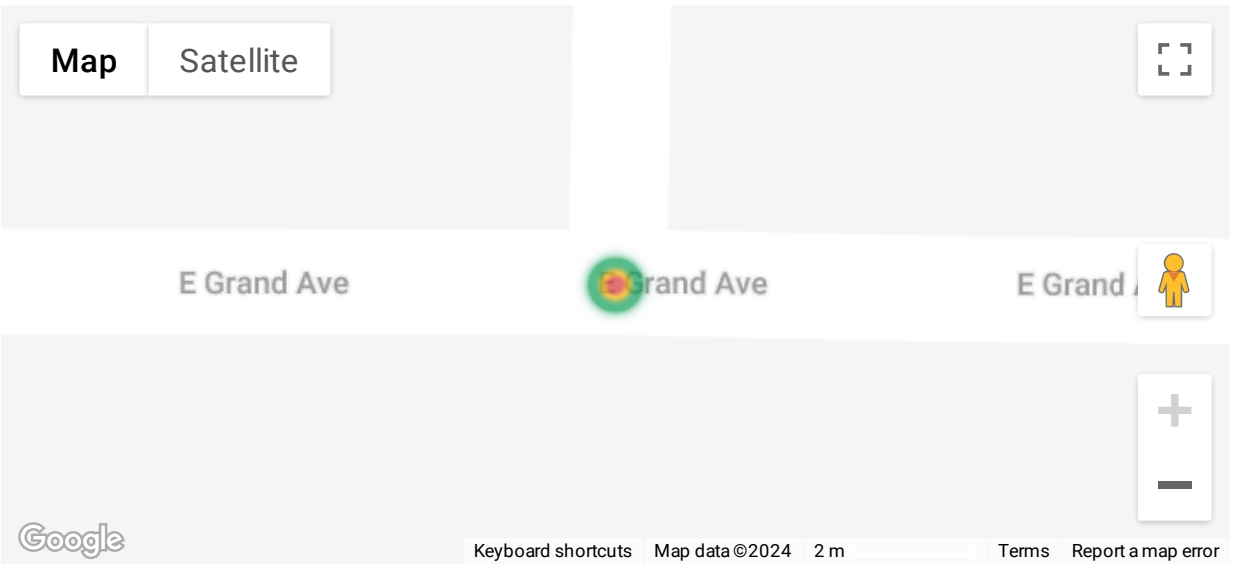 Map
Satellite
E Grand Ave
E Grand Ave
E Grand
Google
Keyboard shortcuts
Map data ©2024
2 m
Terms
Report a map error